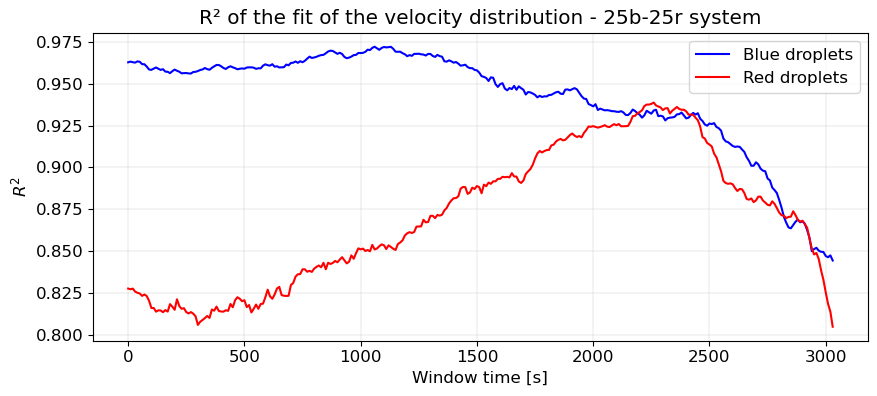 R² of the fit of the velocity distribution - 25b-25r system
0.975
0.950
0.925
0.900
0.875
0.850
0.825
0.800
R²
Blue droplets
Red droplets
0 500 1000 1500 2000 2500 3000
Window time [s]